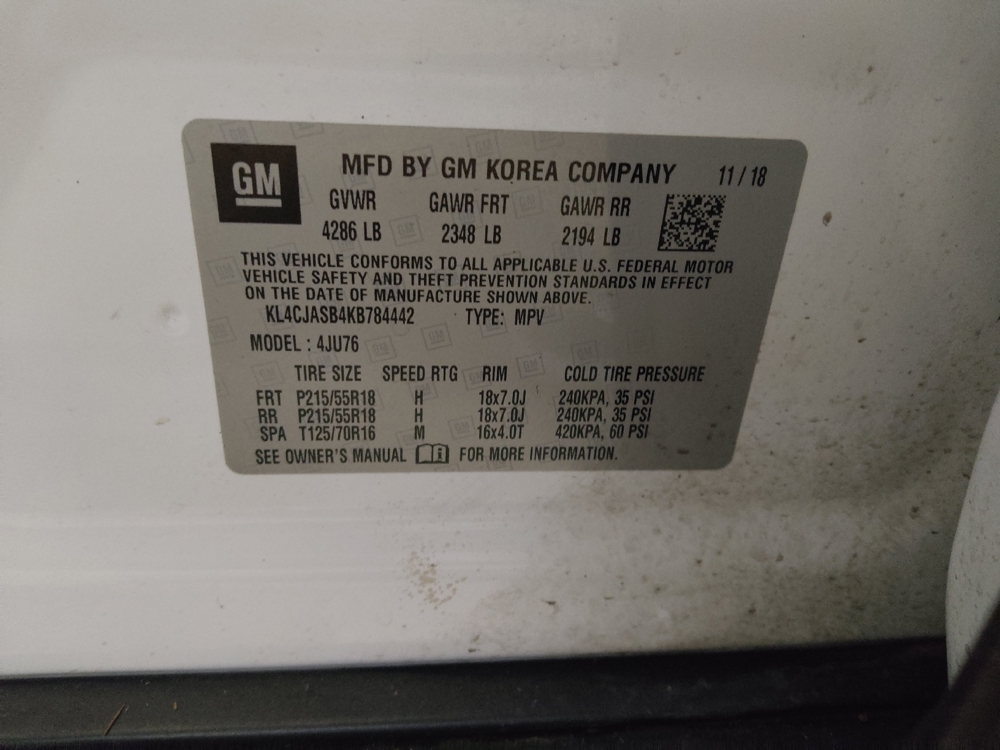 GM
MFD BY GM KOREA COMPANY 11 / 18
GVWR GAWR FRT GAWR RR
4286 LB 2348 LB 2194 LB
THIS VEHICLE CONFORMS TO ALL APPLICABLE U.S. FEDERAL MOTOR
VEHICLE SAFETY AND THEFT PREVENTION STANDARDS IN EFFECT
ON THE DATE OF MANUFACTURE SHOWN ABOVE.
KL4CJASB4KB784442 TYPE: MPV
MODEL : 4JU76
TIRE SIZE SPEED RTG RIM COLD TIRE PRESSURE
FRT P215/55R18 H 18x7.0J 240KPA, 35 PSI
RR P215/55R18 H 18x7.0J 240KPA, 35 PSI
SPA T125/70R16 M 16x4.0T 420KPA, 60 PSI
SEE OWNER'S MANUAL FOR MORE INFORMATION.